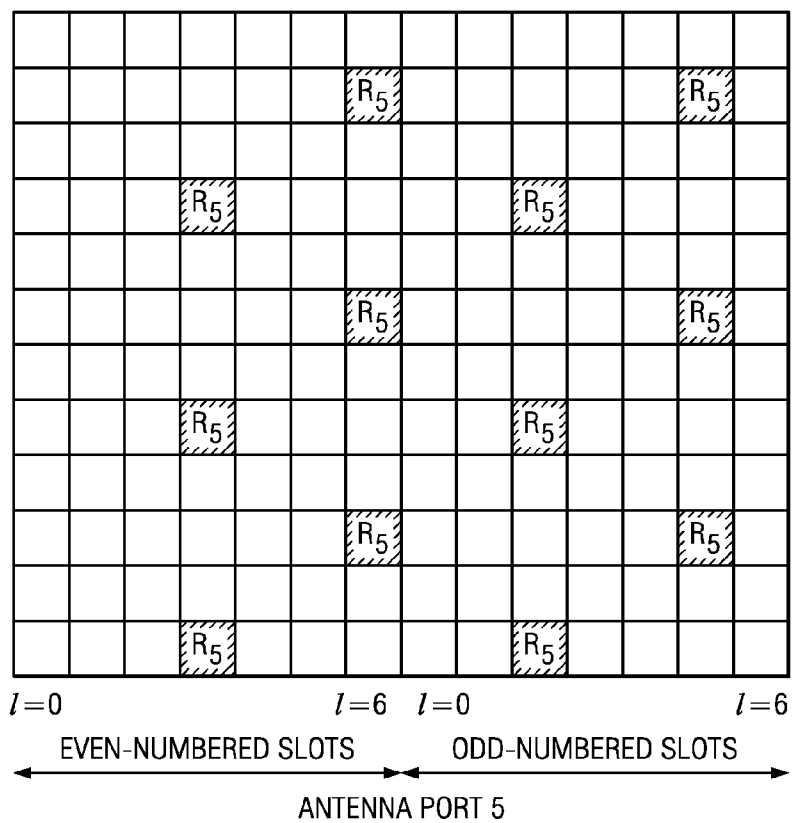 R5 R5
R5 R5
R5 R5
R5 R5
R5 R5
R5 R5
l=0 l=6 l=0 l=6
EVEN-NUMBERED SLOTS ODD-NUMBERED SLOTS
ANTENNA PORT 5